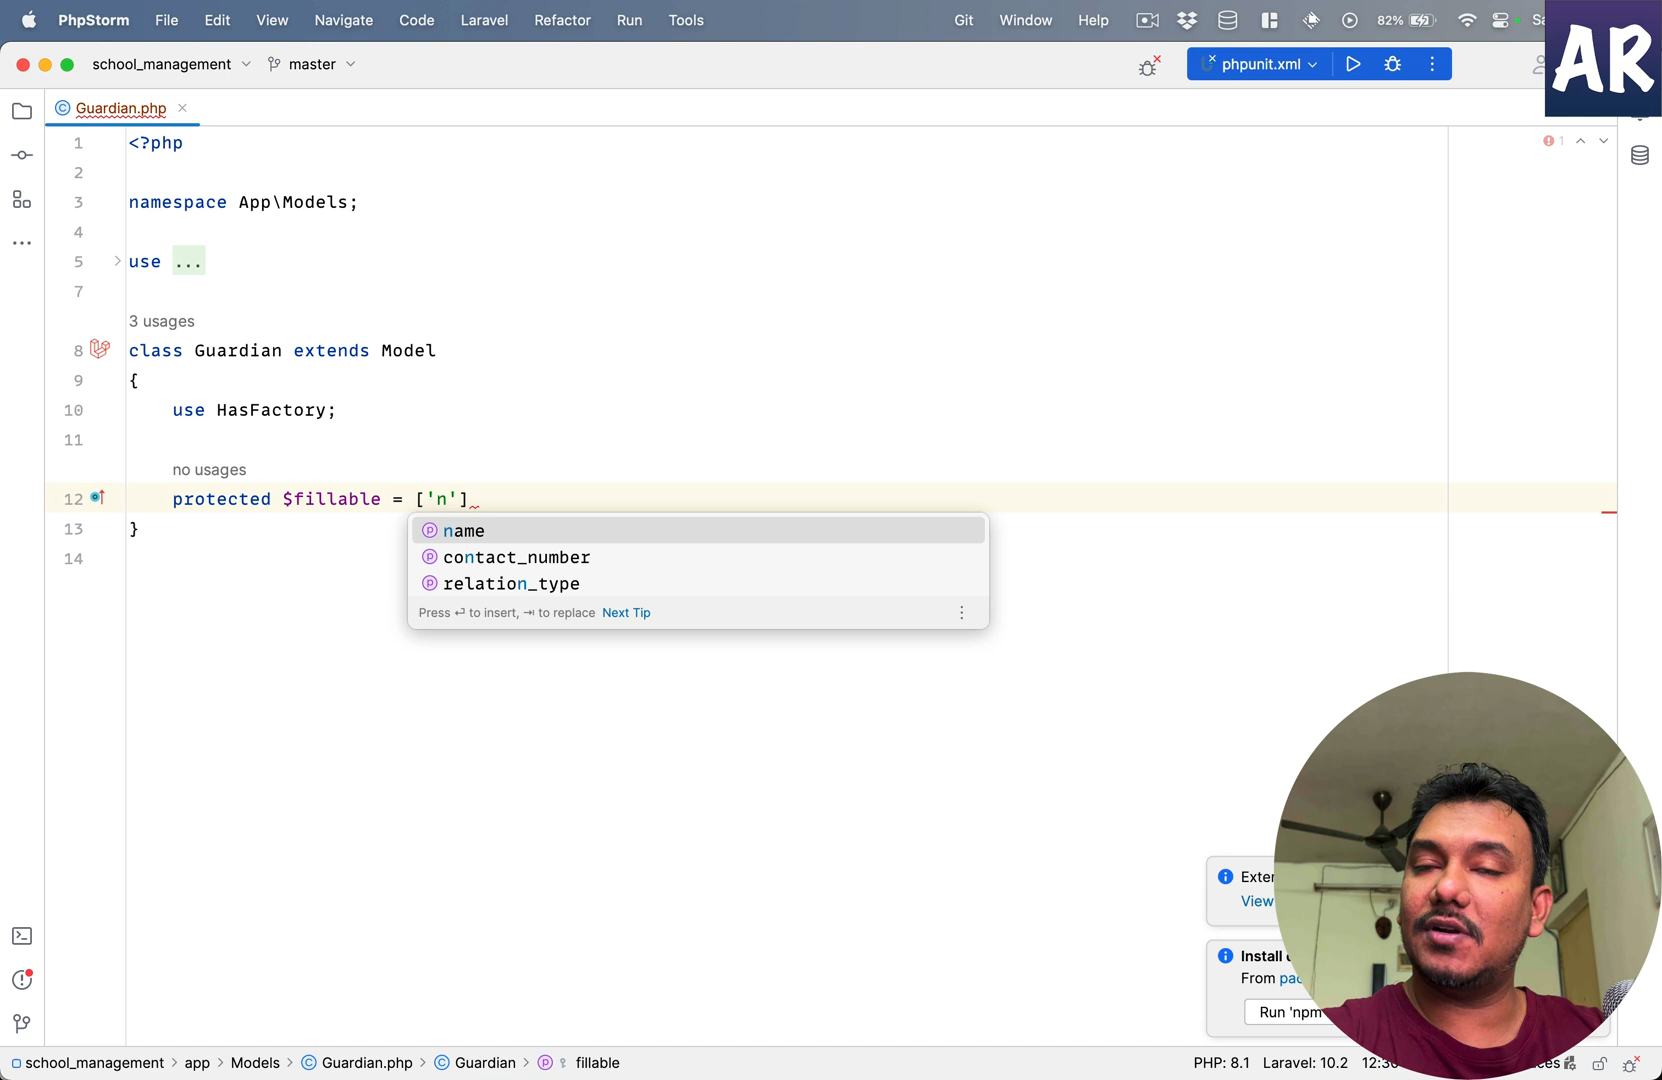 PhpStorm File Edit View Navigate Code Laravel Refactor Run Tools Git Window Help 82% Sa
AR
school_management master phpunit.xml
Guardian.php
1 <?php
2
3 namespace App\Models;
4
5 use ...
7
3 usages
8 class Guardian extends Model
9 {
10 use HasFactory;
11
no usages
12 protected $fillable = ['n']
13 }
14
1
name
contact_number
relation_type
Press ⏎ to insert, ⇥ to replace Next Tip
View
Install
From
Run 'npm
school_management > app > Models > Guardian.php > Guardian > fillable
PHP: 8.1 Laravel: 10.2